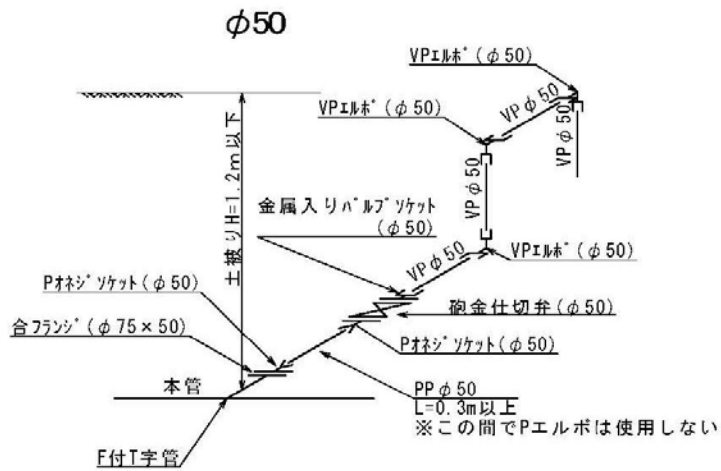 φ50
VPｴﾙﾎﾞ(φ50)
VPφ50
VPｴﾙﾎﾞ(φ50)
VPφ50
土被りH=1.2m以下
VPφ50
金属入りﾊﾞﾙﾌﾞｿｹｯﾄ
(φ50)
VPφ50
VPｴﾙﾎﾞ(φ50)
Pｵﾈｼﾞｿｹｯﾄ(φ50)
砲金仕切弁(φ50)
合ﾌﾗﾝｼﾞ(φ75×50)
Pｵﾈｼﾞｿｹｯﾄ(φ50)
本管
PPφ50
L=0.3m以上
※この間でPエルボは使用しない
F付T字管